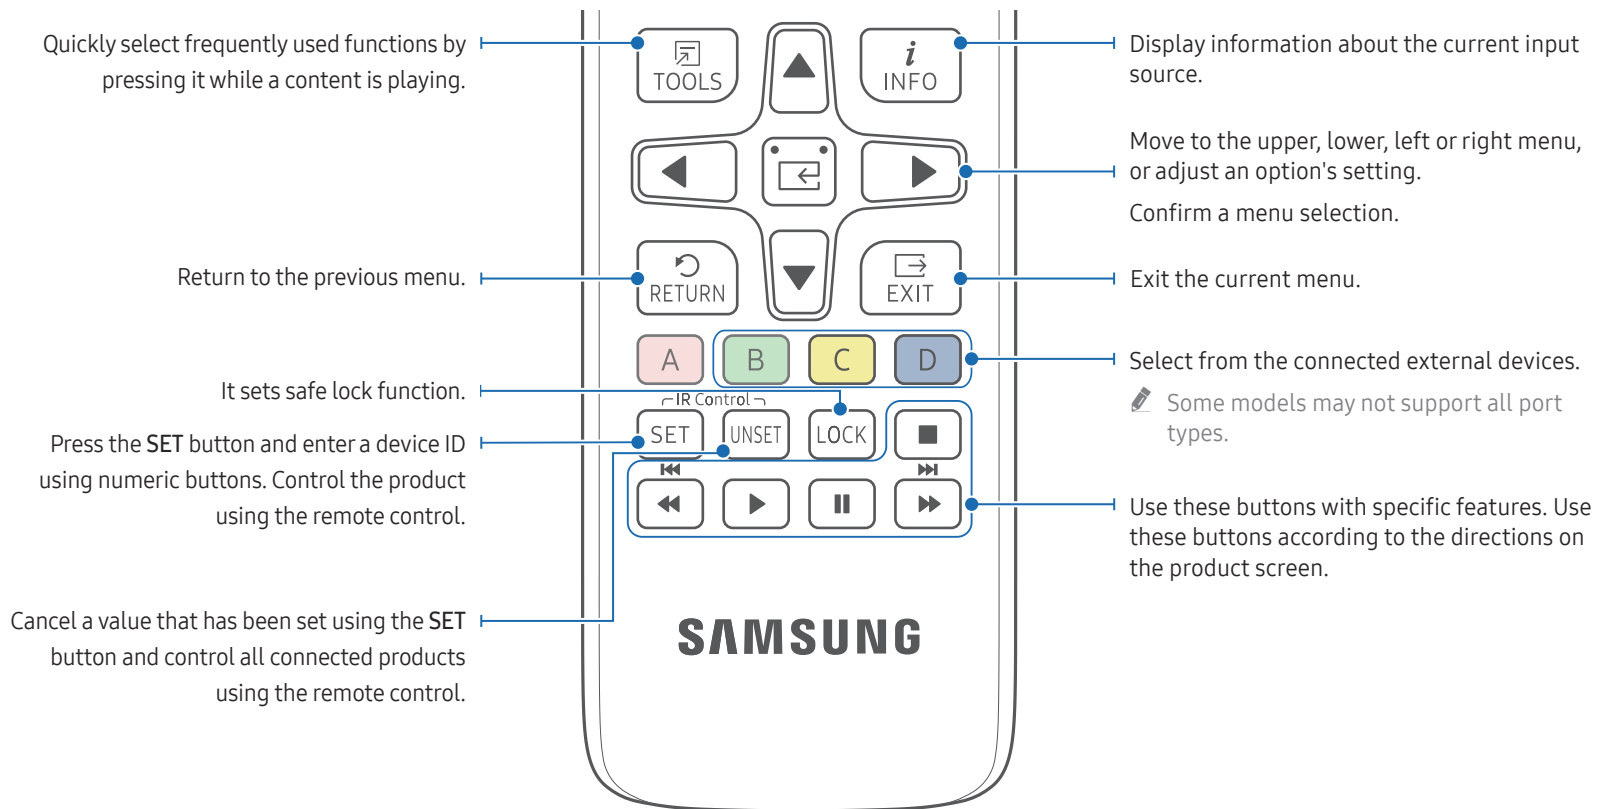 Quickly select frequently used functions by
pressing it while a content is playing.
TOOLS
i
INFO
Display information about the current input
source.
Move to the upper, lower, left or right menu,
or adjust an option's setting.
Confirm a menu selection.
Return to the previous menu.
RETURN
EXIT
Exit the current menu.
A
B
C
D
Select from the connected external devices.
Some models may not support all port
types.
It sets safe lock function.
IR Control
SET
UNSET
LOCK
Press the SET button and enter a device ID
using numeric buttons. Control the product
using the remote control.
Use these buttons with specific features. Use
these buttons according to the directions on
the product screen.
Cancel a value that has been set using the SET
button and control all connected products
using the remote control.
SAMSUNG